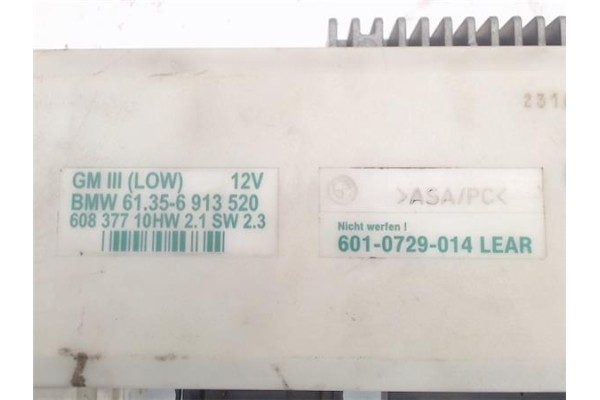 GM III (LOW) 12V
BMW 61.35-6 913 520
608 377 10HW 2.1 SW 2.3
>ASA/PC<
Nicht werfen !
601-0729-014 LEAR